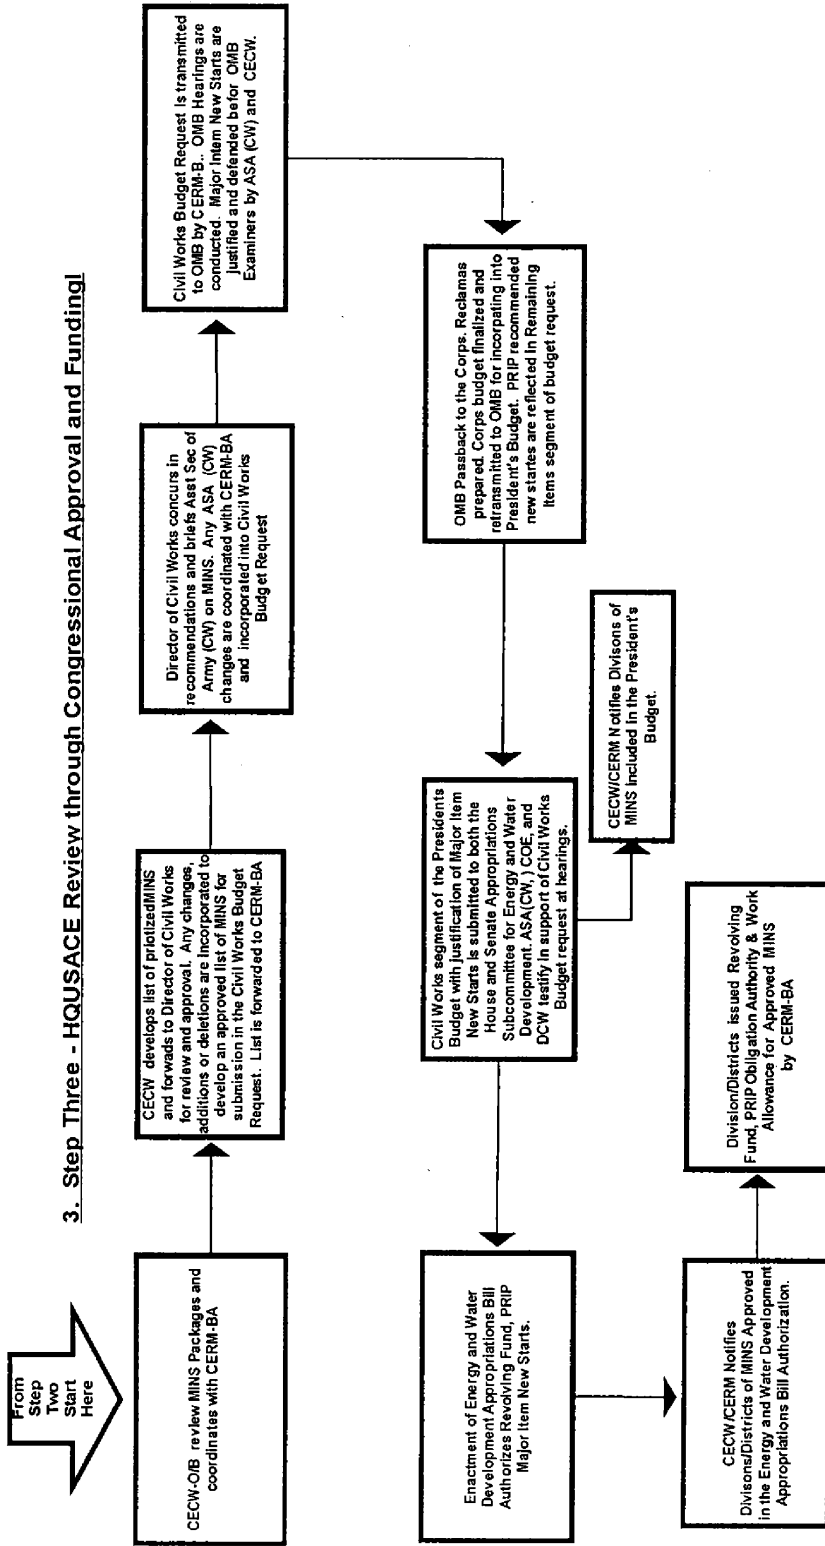 3. Step Three - HQUSACE Review through Congressional Approval and Funding!
From
Step
Two
Start
Here
CECW-O/B review MINS Packages and
coordinates with CERM-BA
CECW develops list of priotizedMINS
and forwads to Director of Civil Works
for review and approval. Any changes,
additions or deletions are Incorporated to
develop an approved list of MINS for
submission in the Civil Works Budget
Request. List is forwarded to CERM-BA
Director of Civil Works concurs in
recommendations and briefs Asst Sec of
Army (CW) on MINS. Any ASA (CW)
changes are coordinated with CERM-BA
and incorporated into Civil Works
Budget Request
Civil Works Budget Request is transmitted
to OMB by CERM-B.. OMB Hearings are
conducted. Major Intem New Starts are
justified and defended befor OMB
Examiners by ASA (CW) and CECW.
OMB Passback to the Corps. Reclamas
prepared. Corps budget finalized and
retransmitted to OMB for incorpating into
President's Budget. PRIP recommended
new startes are reflected in Remaining
Items segment of budget request.
Civil Works segment of the Presidents
Budget with justification of Major Item
New Starts is submitted to both the
House and Senate Appropriations
Subcommittee for Energy and Water
Development. ASA(CW,) COE, and
DCW testify in support of Civil Works
Budget request at hearings.
CECW/CERM Notifies Divisons of
MINS Included in the President's
Budget.
Enactment of Energy and Water
Development Appropriations Bill
Authorizes Revolving Fund, PRIP
Major Item New Starts.
CECW/CERM Notifies
Divisons/Districts of MINS Approved
in the Energy and Water Development
Appropriations Bill Authorization.
Division/Districts issued Revolving
Fund, PRIP Obligation Authority & Work
Allowance for Approved MINS
by CERM-BA